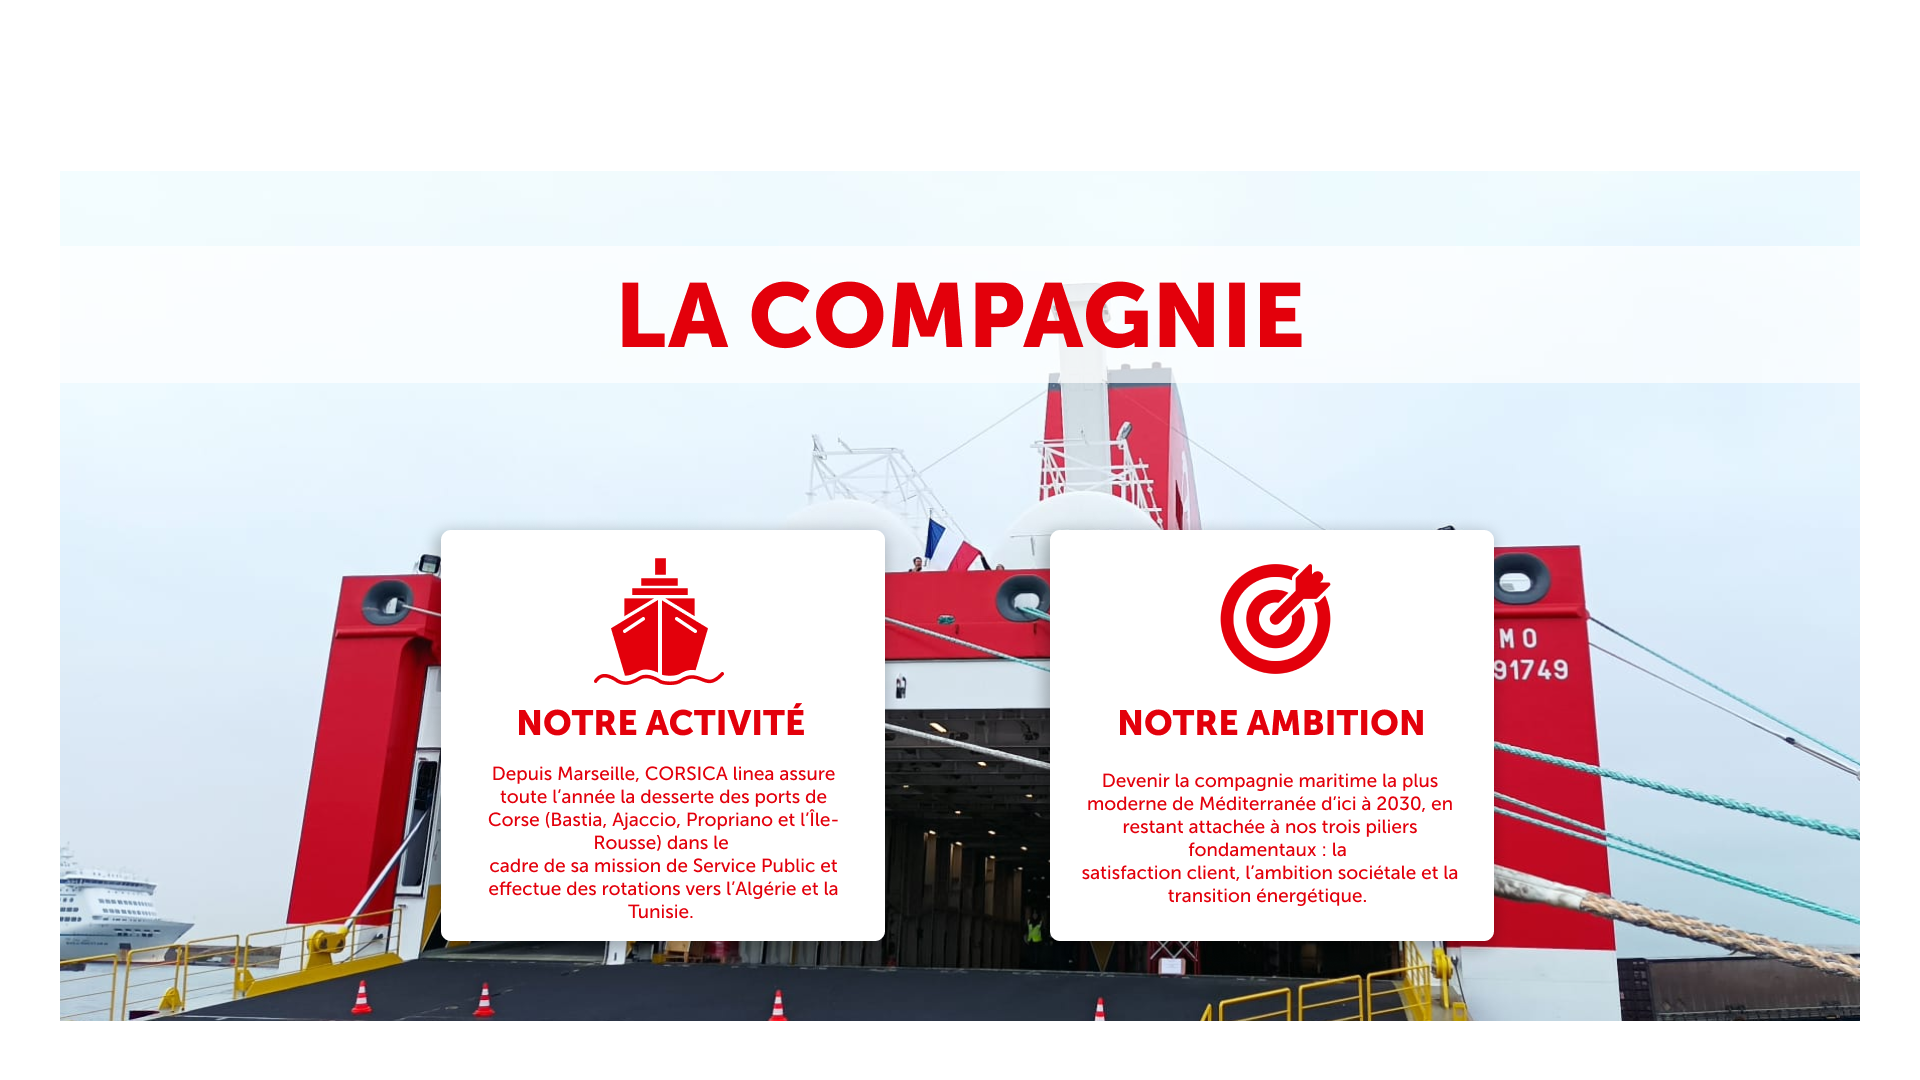 LA COMPAGNIE
NOTRE ACTIVITÉ
Depuis Marseille, CORSICA linea assure
toute l’année la desserte des ports de
Corse (Bastia, Ajaccio, Propriano et l’Île-
Rousse) dans le
cadre de sa mission de Service Public et
effectue des rotations vers l’Algérie et la
Tunisie.
NOTRE AMBITION
Devenir la compagnie maritime la plus
moderne de Méditerranée d’ici à 2030, en
restant attachée à nos trois piliers
fondamentaux : la
satisfaction client, l’ambition sociétale et la
transition énergétique.
MO
91749